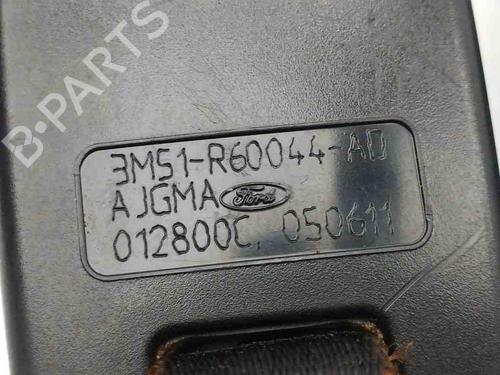 B-PARTS
3M51-R60044-AD
AJGMA Ford
012800C, 050611